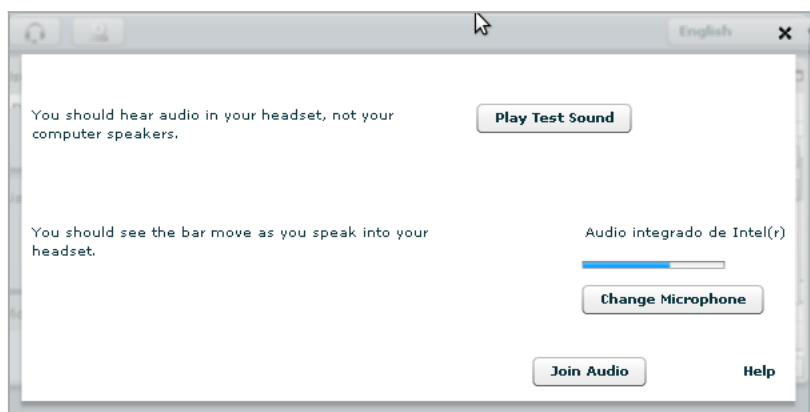 English
You should hear audio in your headset, not your
computer speakers.
Play Test Sound
You should see the bar move as you speak into your
headset.
Audio integrado de Intel(r)
Change Microphone
Join Audio
Help